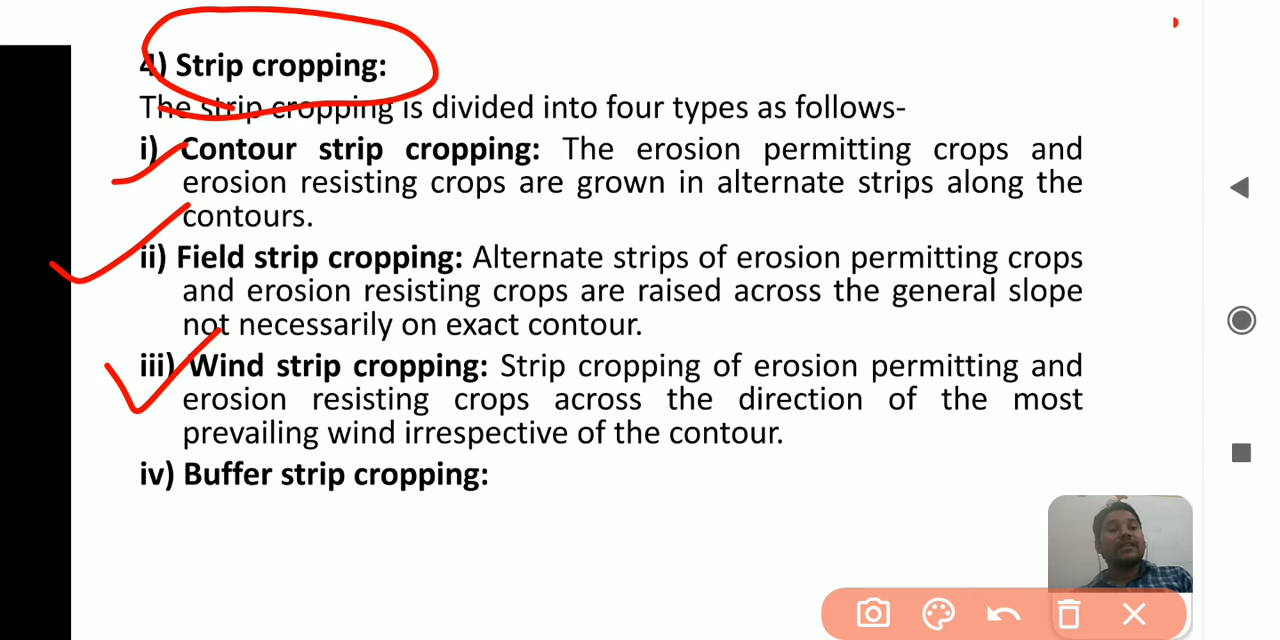 4) Strip cropping:
The strip cropping is divided into four types as follows-
i) Contour strip cropping: The erosion permitting crops and
erosion resisting crops are grown in alternate strips along the
contours.
ii) Field strip cropping: Alternate strips of erosion permitting crops
and erosion resisting crops are raised across the general slope
not necessarily on exact contour.
iii) Wind strip cropping: Strip cropping of erosion permitting and
erosion resisting crops across the direction of the most
prevailing wind irrespective of the contour.
iv) Buffer strip cropping: